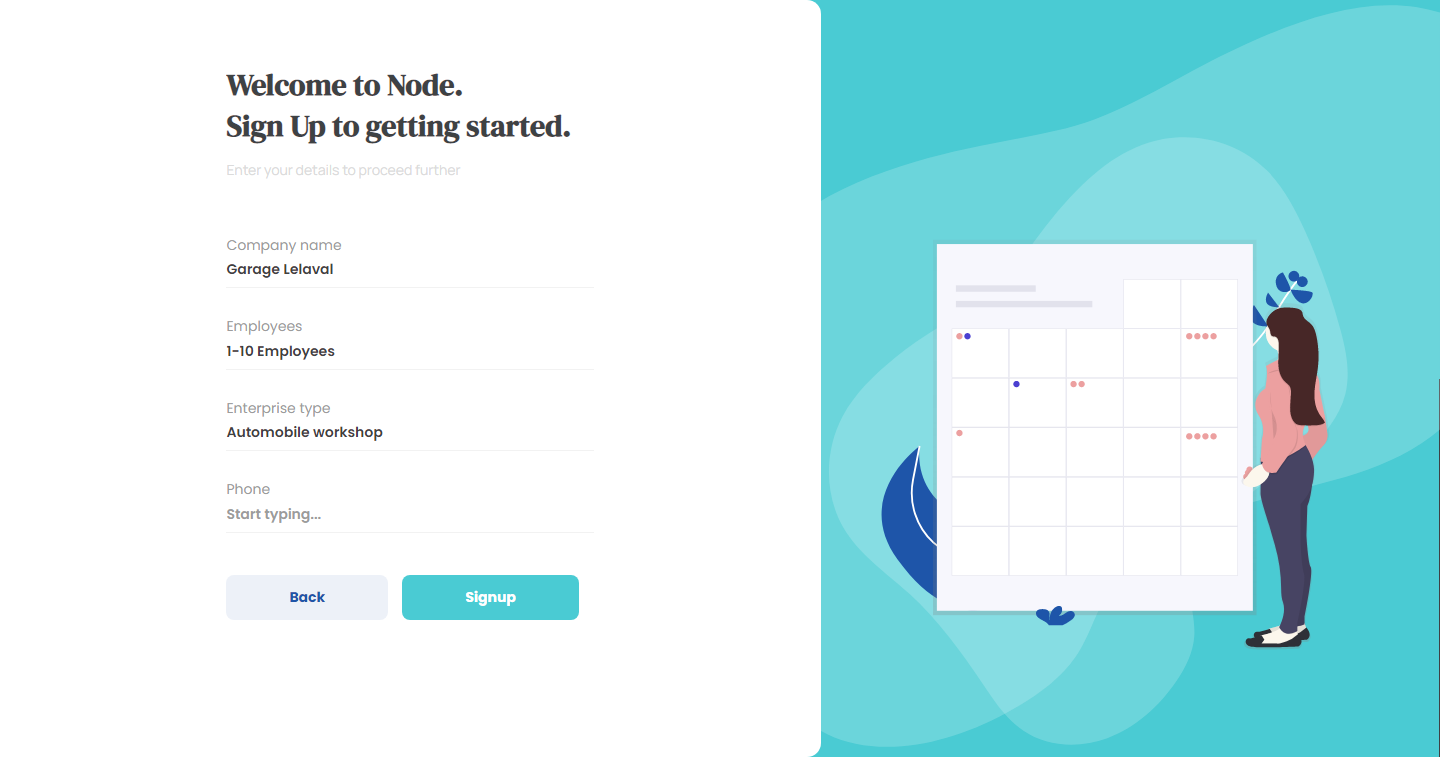 Welcome to Node.
Sign Up to getting started.
Enter your details to proceed further
Company name
Garage Lelaval
Employees
1-10 Employees
Enterprise type
Automobile workshop
Phone
Start typing...
Back
Signup